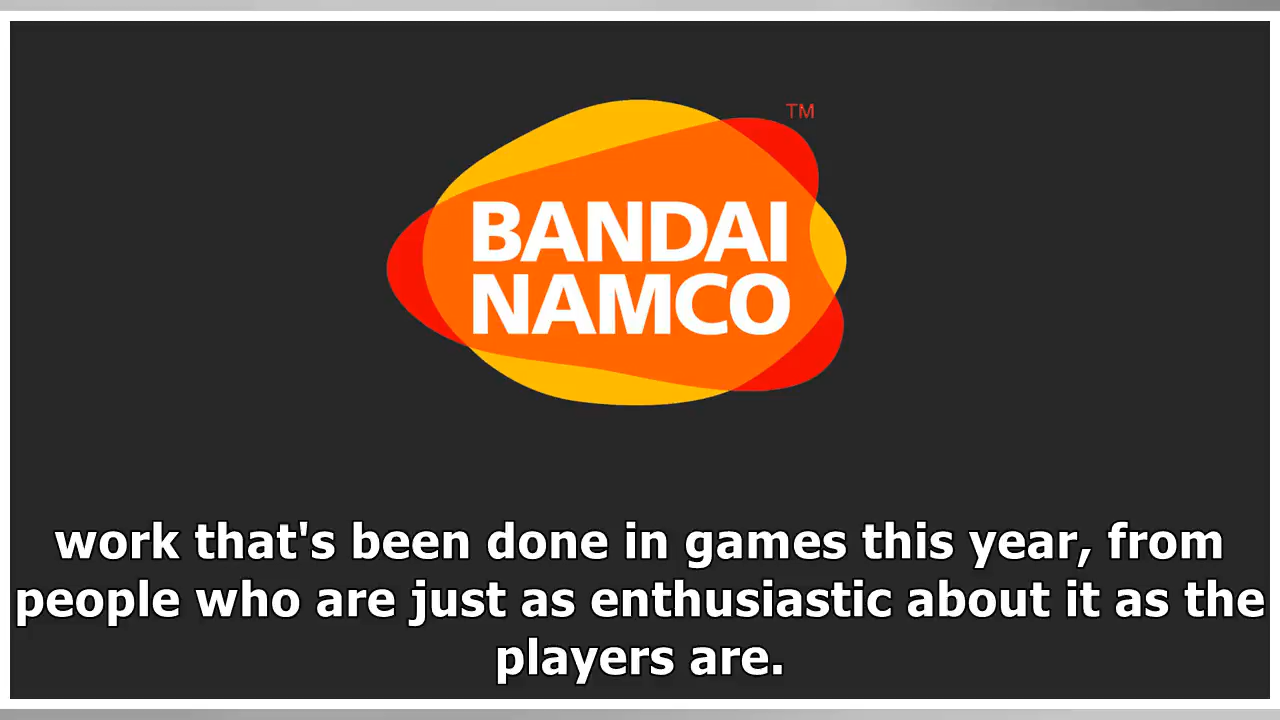 TM
BANDAI
NAMCO
work that's been done in games this year, from
people who are just as enthusiastic about it as the
players are.